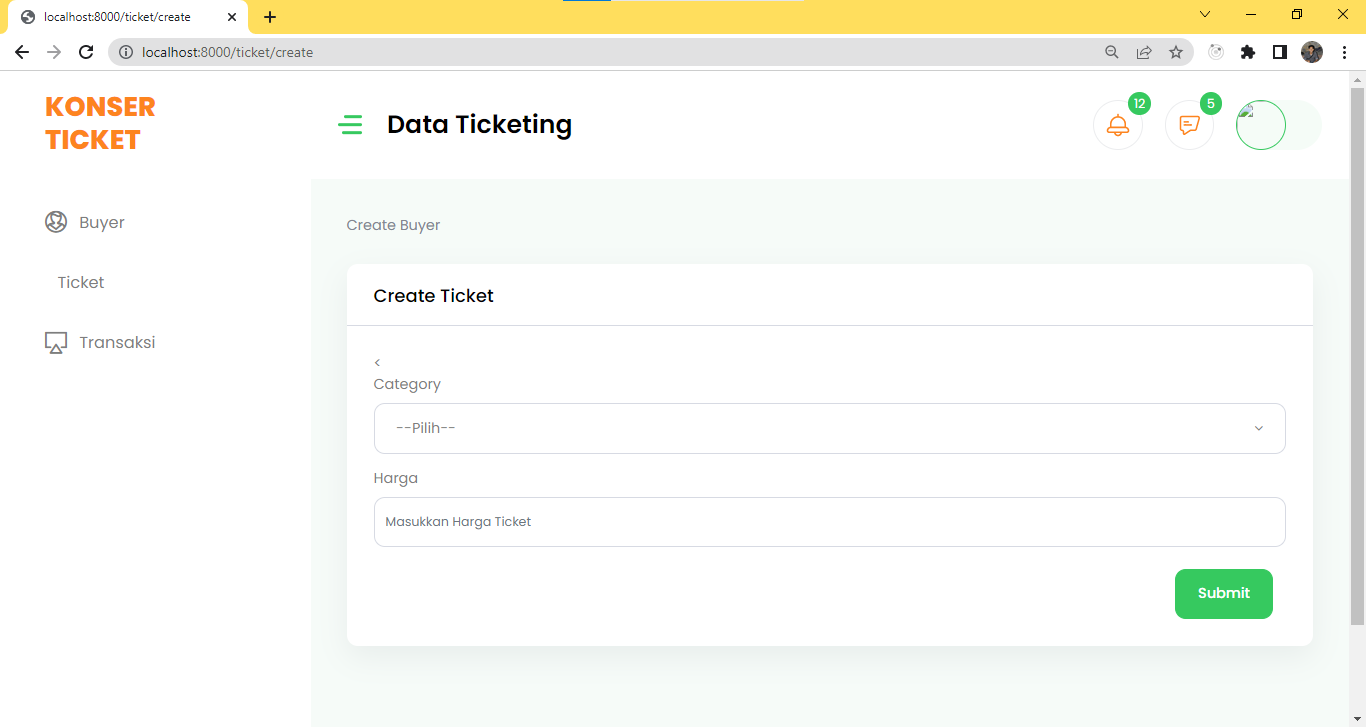 localhost:8000/ticket/create
localhost:8000/ticket/create
KONSER
TICKET
Data Ticketing
12
5
Buyer
Ticket
Transaksi
Create Buyer
Create Ticket
<
Category
--Pilih--
Harga
Masukkan Harga Ticket
Submit